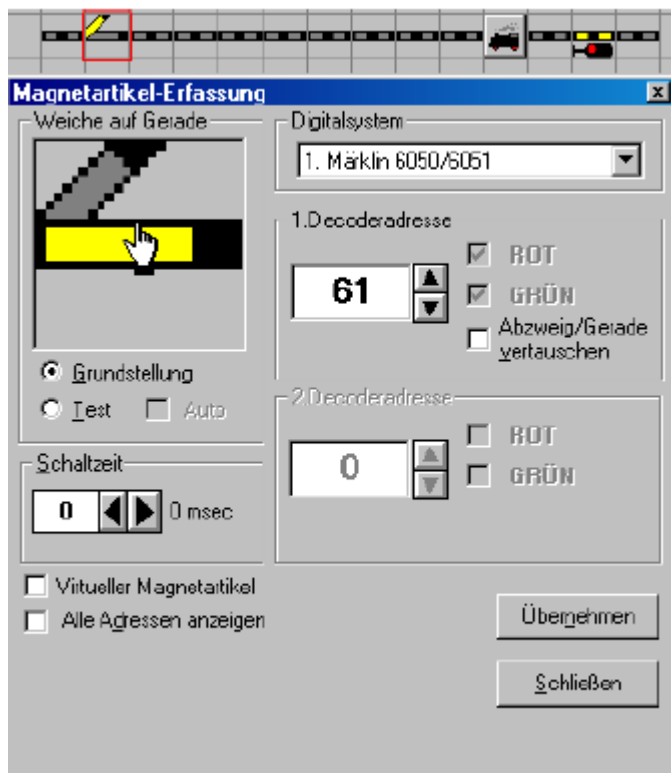 Magnetartikel-Erfassung
Weiche auf Gerade
Grundstellung
Test Auto
Schaltzeit
0 0 msec
Virtueller Magnetartikel
Alle Adressen anzeigen
Digitalsystem
1. Märklin 6050/6051
1.Decoderadresse
61
ROT
GRÜN
Abzweig/Gerade
vertauschen
2.Decoderadresse
0
ROT
GRÜN
Übernehmen
Schließen